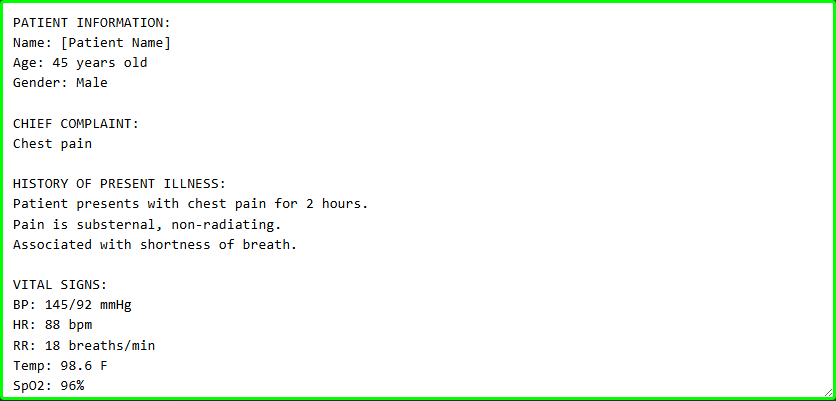 PATIENT INFORMATION:
Name: [Patient Name]
Age: 45 years old
Gender: Male

CHIEF COMPLAINT:
Chest pain

HISTORY OF PRESENT ILLNESS:
Patient presents with chest pain for 2 hours.
Pain is substernal, non-radiating.
Associated with shortness of breath.

VITAL SIGNS:
BP: 145/92 mmHg
HR: 88 bpm
RR: 18 breaths/min
Temp: 98.6 F
SpO2: 96%